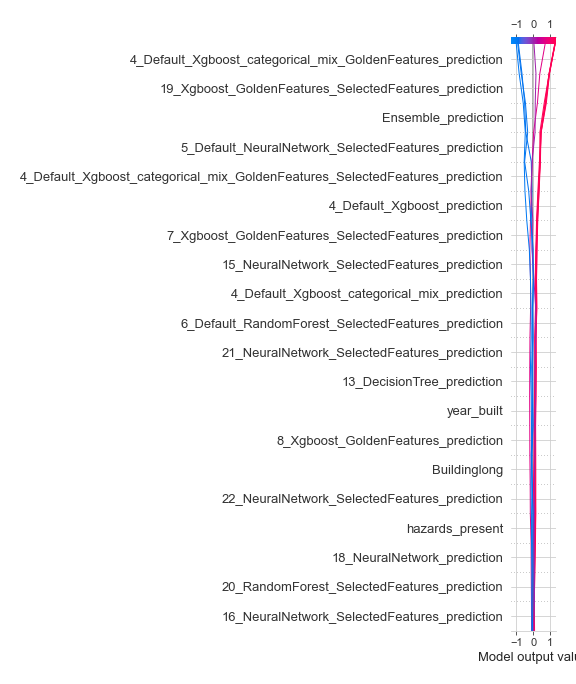 −1 0 1
4_Default_Xgboost_categorical_mix_GoldenFeatures_prediction
19_Xgboost_GoldenFeatures_SelectedFeatures_prediction
Ensemble_prediction
5_Default_NeuralNetwork_SelectedFeatures_prediction
4_Default_Xgboost_categorical_mix_GoldenFeatures_SelectedFeatures_prediction
4_Default_Xgboost_prediction
7_Xgboost_GoldenFeatures_SelectedFeatures_prediction
15_NeuralNetwork_SelectedFeatures_prediction
4_Default_Xgboost_categorical_mix_prediction
6_Default_RandomForest_SelectedFeatures_prediction
21_NeuralNetwork_SelectedFeatures_prediction
13_DecisionTree_prediction
year_built
8_Xgboost_GoldenFeatures_prediction
Buildinglong
22_NeuralNetwork_SelectedFeatures_prediction
hazards_present
18_NeuralNetwork_prediction
20_RandomForest_SelectedFeatures_prediction
16_NeuralNetwork_SelectedFeatures_prediction
−1 0 1
Model output valu